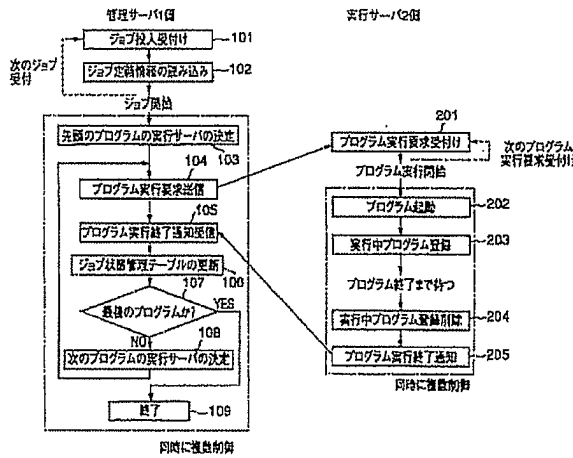 管理サーバ1側
ジョブ投入受付け
101
次のジョブ
受付
ジョブ定義情報の読み込み
102
ジョブ開始
先頭のプログラムの実行サーバの決定
103
104
プログラム実行要求送信
105
プログラム実行終了通知受信
ジョブ状態管理テーブルの更新
106
107
最後のプログラムか?
YES
NO
108
次のプログラムの実行サーバの決定
終了
109
同時に複数制御
実行サーバ2側
201
プログラム実行要求受付け
次のプログラム
実行要求受付け
プログラム実行開始
プログラム起動
202
実行中プログラム登録
203
プログラム終了まで待つ
実行中プログラム登録削除
204
プログラム実行終了通知
205
同時に複数制御